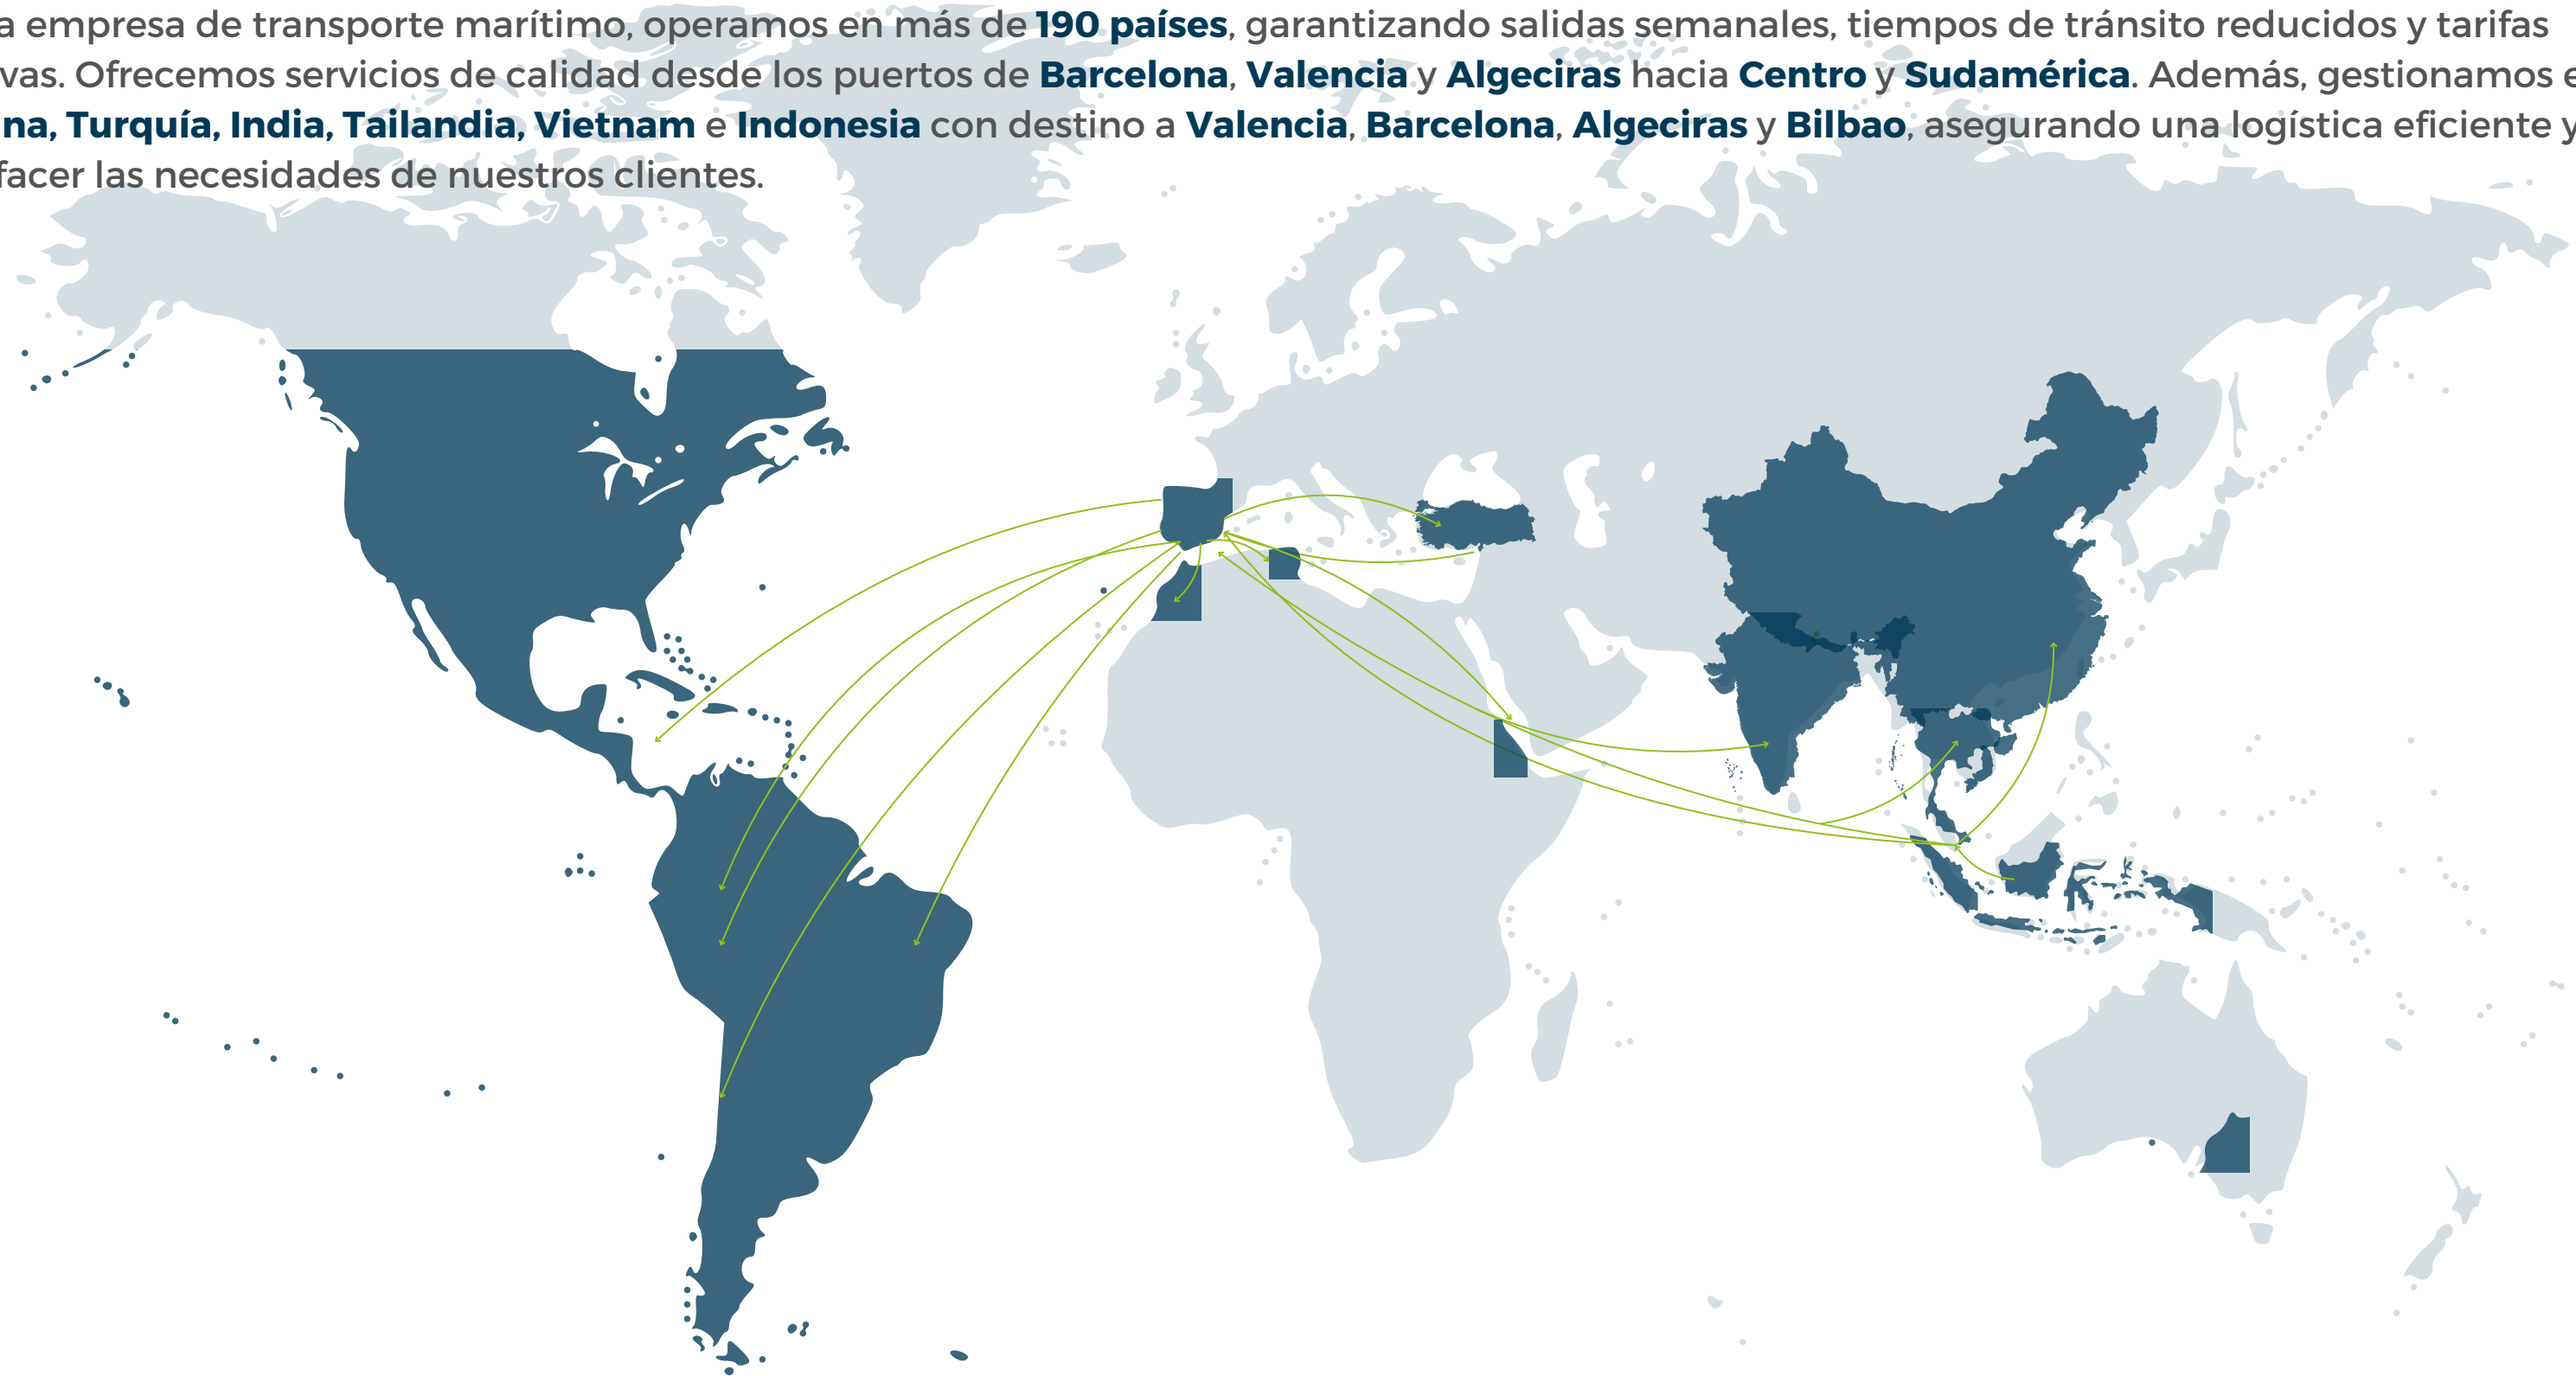 a empresa de transporte marítimo, operamos en más de 190 países, garantizando salidas semanales, tiempos de tránsito reducidos y tarifas
vas. Ofrecemos servicios de calidad desde los puertos de Barcelona, Valencia y Algeciras hacia Centro y Sudamérica. Además, gestionamos e
na, Turquía, India, Tailandia, Vietnam e Indonesia con destino a Valencia, Barcelona, Algeciras y Bilbao, asegurando una logística eficiente y
facer las necesidades de nuestros clientes.